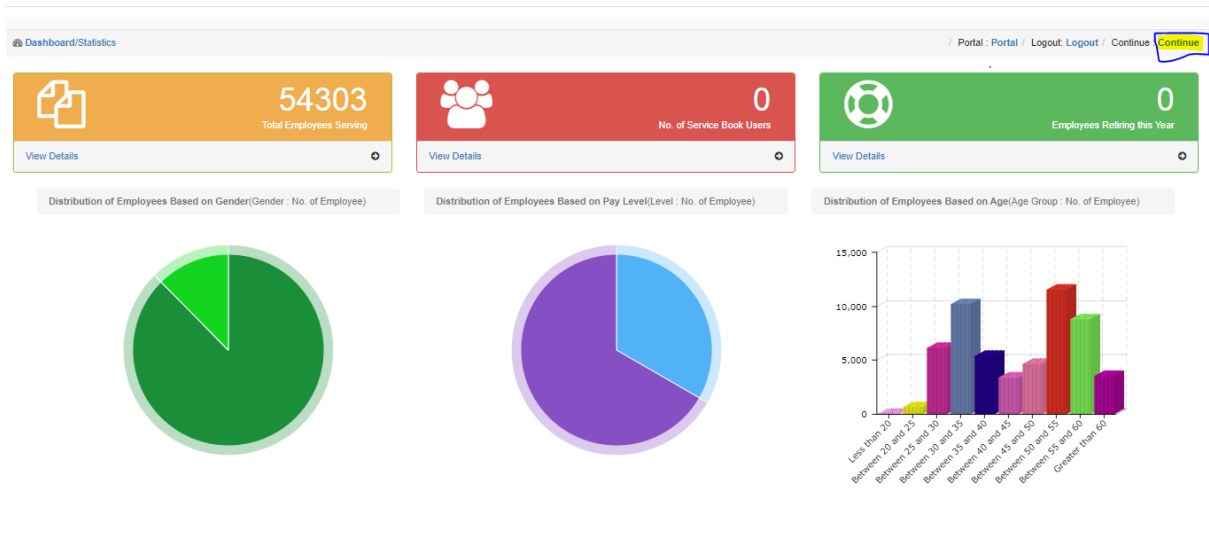 Dashboard/Statistics
/ Portal : Portal / Logout: Logout / Continue : Continue
54303
Total Employees Serving
View Details
0
No. of Service Book Users
View Details
0
Employees Retiring this Year
View Details
Distribution of Employees Based on Gender(Gender : No. of Employee)
Distribution of Employees Based on Pay Level(Level : No. of Employee)
Distribution of Employees Based on Age(Age Group : No. of Employee)
15,000
10,000
5,000
0
Less than 20
Between 20 and 25
Between 25 and 30
Between 30 and 35
Between 35 and 40
Between 40 and 45
Between 45 and 50
Between 50 and 55
Between 55 and 60
Greater than 60